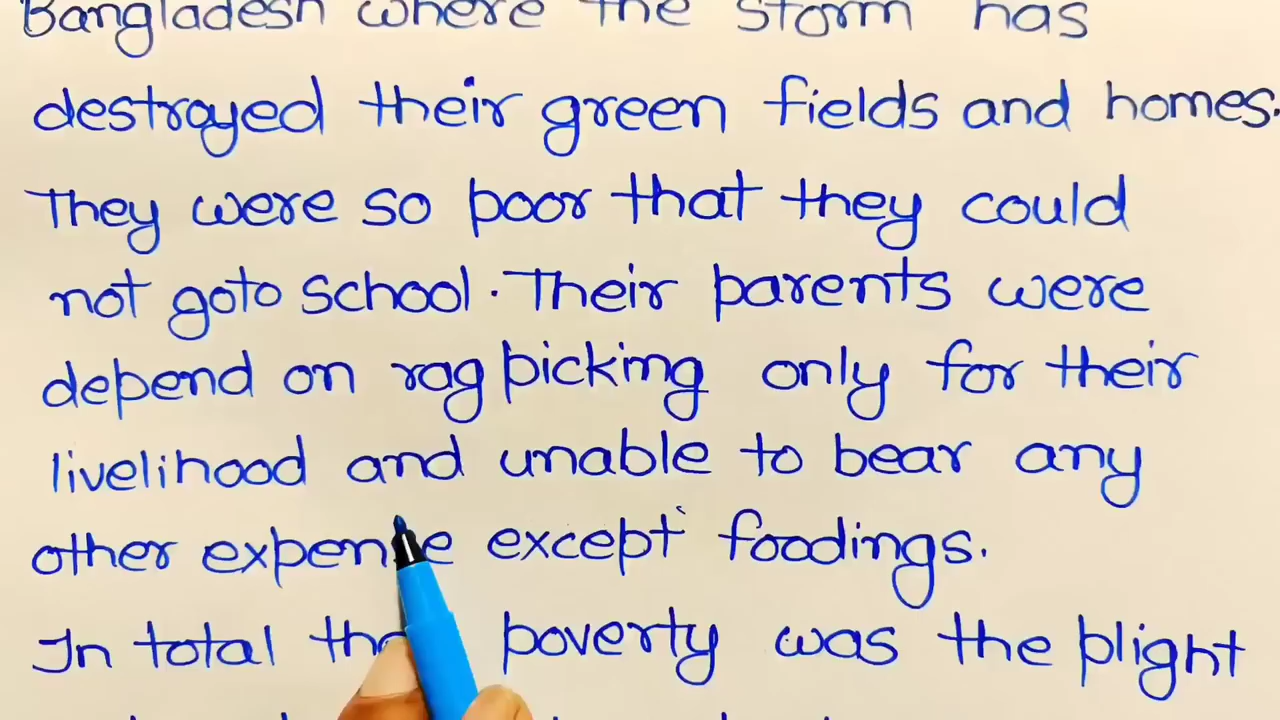 Bangladesh where the storm has
destroyed their green fields and homes.
They were so poor that they could
not goto school. Their parents were
depend on rag picking only for their
livelihood and unable to bear any
other expense except foodings.
In total poverty was the plight